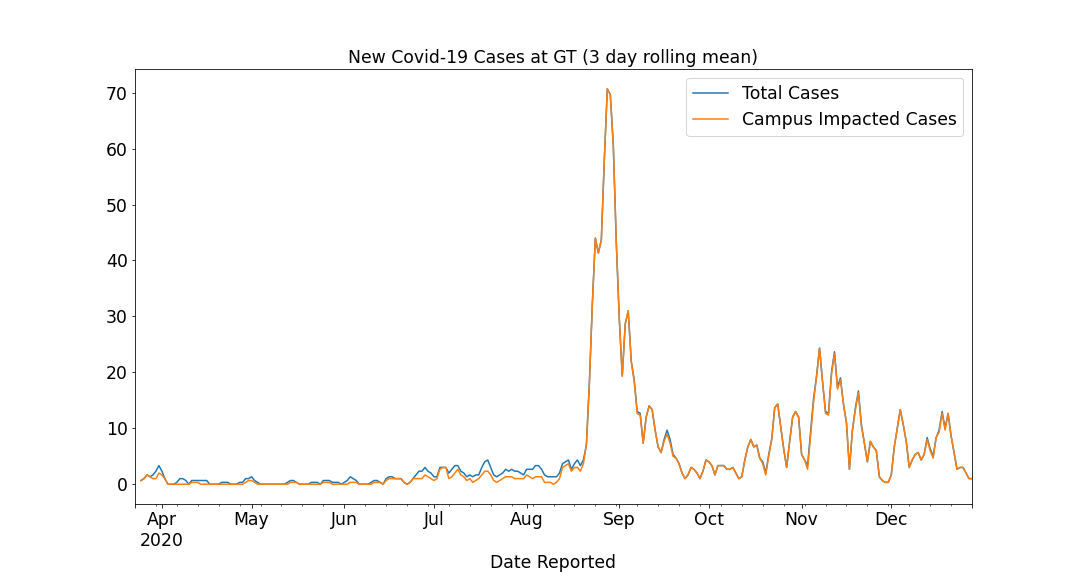 New Covid-19 Cases at GT (3 day rolling mean)
Total Cases
Campus Impacted Cases
70
60
50
40
30
20
10
0
Apr May Jun Jul Aug Sep Oct Nov Dec
2020
Date Reported